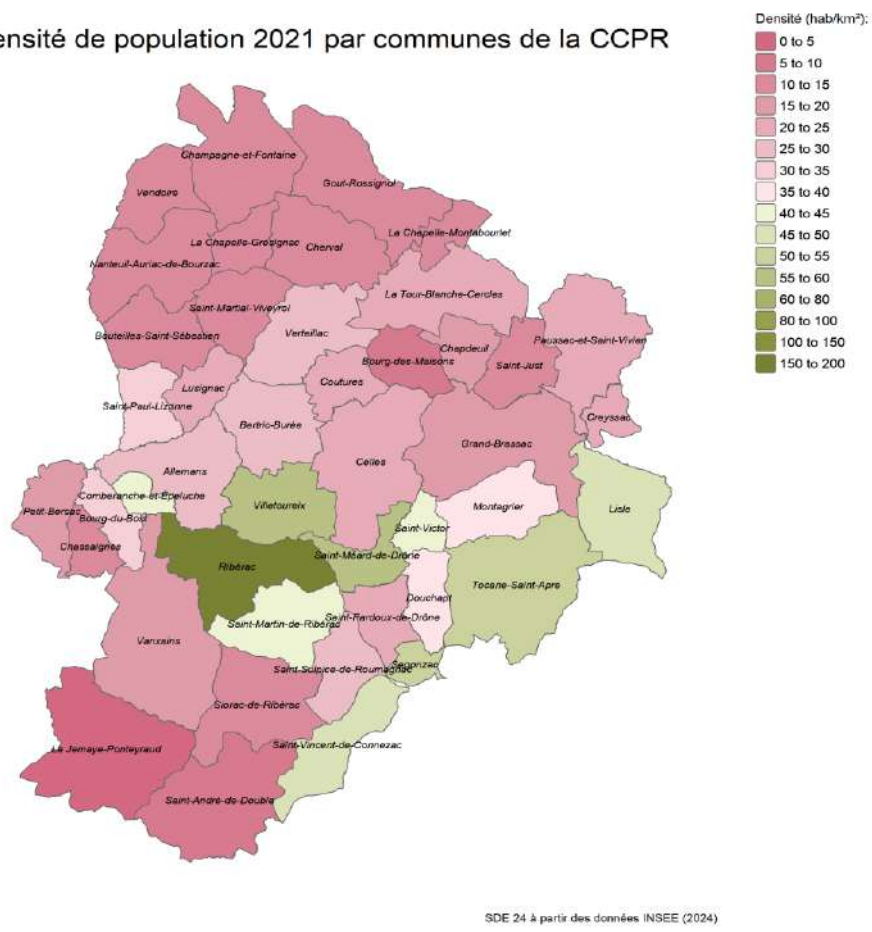 ensité de population 2021 par communes de la CCPR
Densité (hab/km²):
0 to 5
5 to 10
10 to 15
15 to 20
20 to 25
25 to 30
30 to 35
35 to 40
40 to 45
45 to 50
50 to 55
55 to 60
60 to 80
80 to 100
100 to 150
150 to 200
Champagne-et-Fontaine
Gout-Rossignol
Vendoire
La Chapelle-Montabourlet
La Chapelle-Grésignac
Cherval
Nanteuil-Auriac-de-Bourzac
La Tour-Blanche-Cercles
Saint-Martial-Viveyrol
Verteillac
Bouteilles-Saint-Sébastien
Paussac-et-Saint-Vivien
Chapdeuil
Bourg-des-Maisons
Saint-Just
Coutures
Lusignac
Saint-Paul-Lizonne
Creyssac
Bertric-Burée
Grand-Brassac
Celles
Allemans
Comberanche-et-Épeluche
Villetoureix
Montagrier
Lisle
Petit-Bersac
Bourg-du-Bost
Saint-Victor
Chassaignes
Saint-Méard-de-Drône
Ribérac
Tocane-Saint-Apre
Douchapt
Saint-Pardoux-de-Drône
Saint-Martin-de-Ribérac
Vanxains
Segonzac
Saint-Sulpice-de-Roumagnac
Siorac-de-Ribérac
Saint-Vincent-de-Connezac
La Jemaye-Ponteyraud
Saint-André-de-Double
SDE 24 à partir des données INSEE (2024)